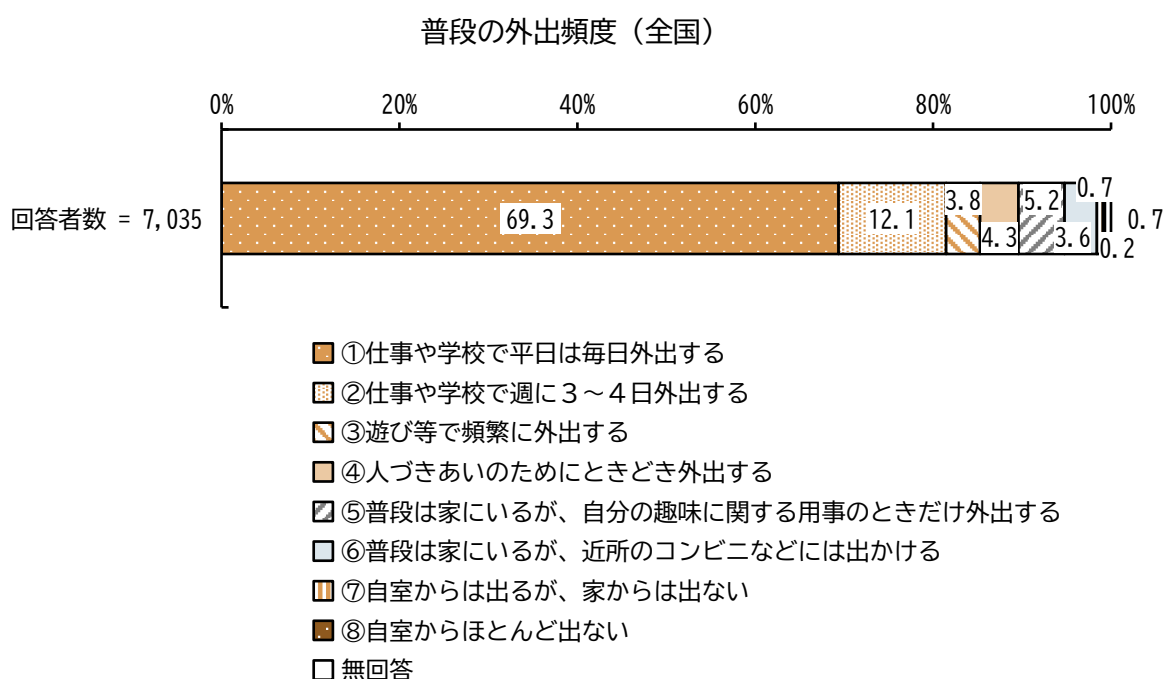 普段の外出頻度（全国）
0% 20% 40% 60% 80% 100%
回答者数 = 7,035
69.3 12.1 3.8 4.3 5.2 3.6 0.7 0.2 0.7
①仕事や学校で平日は毎日外出する
②仕事や学校で週に３～４日外出する
③遊び等で頻繁に外出する
④人づきあいのためにときどき外出する
⑤普段は家にいるが、自分の趣味に関する用事のときだけ外出する
⑥普段は家にいるが、近所のコンビニなどには出かける
⑦自室からは出るが、家からは出ない
⑧自室からほとんど出ない
無回答